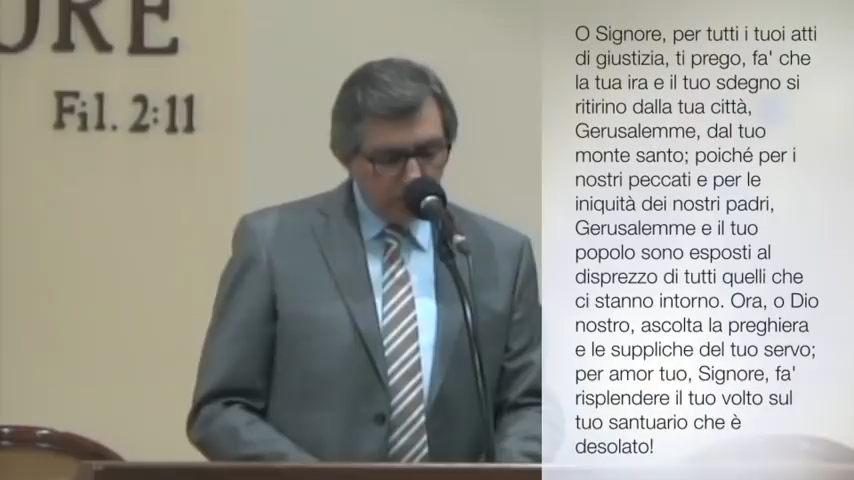 ORE
Fil. 2:11
O Signore, per tutti i tuoi atti
di giustizia, ti prego, fa' che
la tua ira e il tuo sdegno si
ritirino dalla tua città,
Gerusalemme, dal tuo
monte santo; poiché per i
nostri peccati e per le
iniquità dei nostri padri,
Gerusalemme e il tuo
popolo sono esposti al
disprezzo di tutti quelli che
ci stanno intorno. Ora, o Dio
nostro, ascolta la preghiera
e le suppliche del tuo servo;
per amor tuo, Signore, fa'
risplendere il tuo volto sul
tuo santuario che è
desolato!